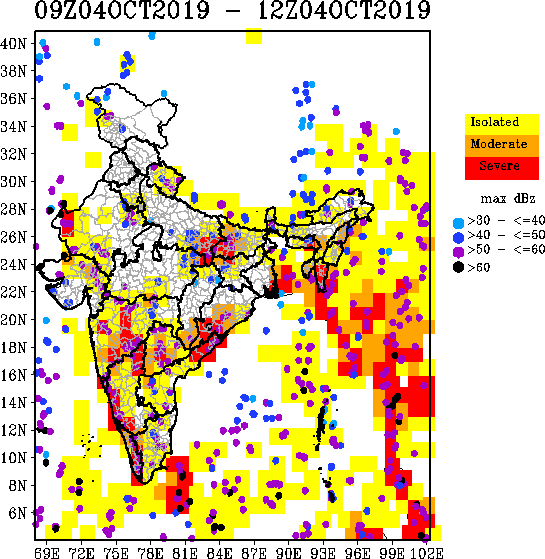 09Z04OCT2019 - 12Z04OCT2019
40N
38N
36N
34N
32N
30N
28N
26N
24N
22N
20N
18N
16N
14N
12N
10N
8N
6N
69E 72E 75E 78E 81E 84E 87E 90E 93E 96E 99E 102E
Isolated
Moderate
Severe
max dBz
>30 - <=40
>40 - <=50
>50 - <=60
>60